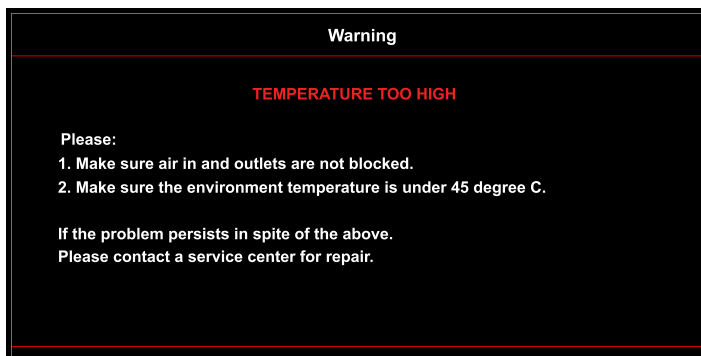 Warning
TEMPERATURE TOO HIGH
Please:
1. Make sure air in and outlets are not blocked.
2. Make sure the environment temperature is under 45 degree C.
If the problem persists in spite of the above.
Please contact a service center for repair.